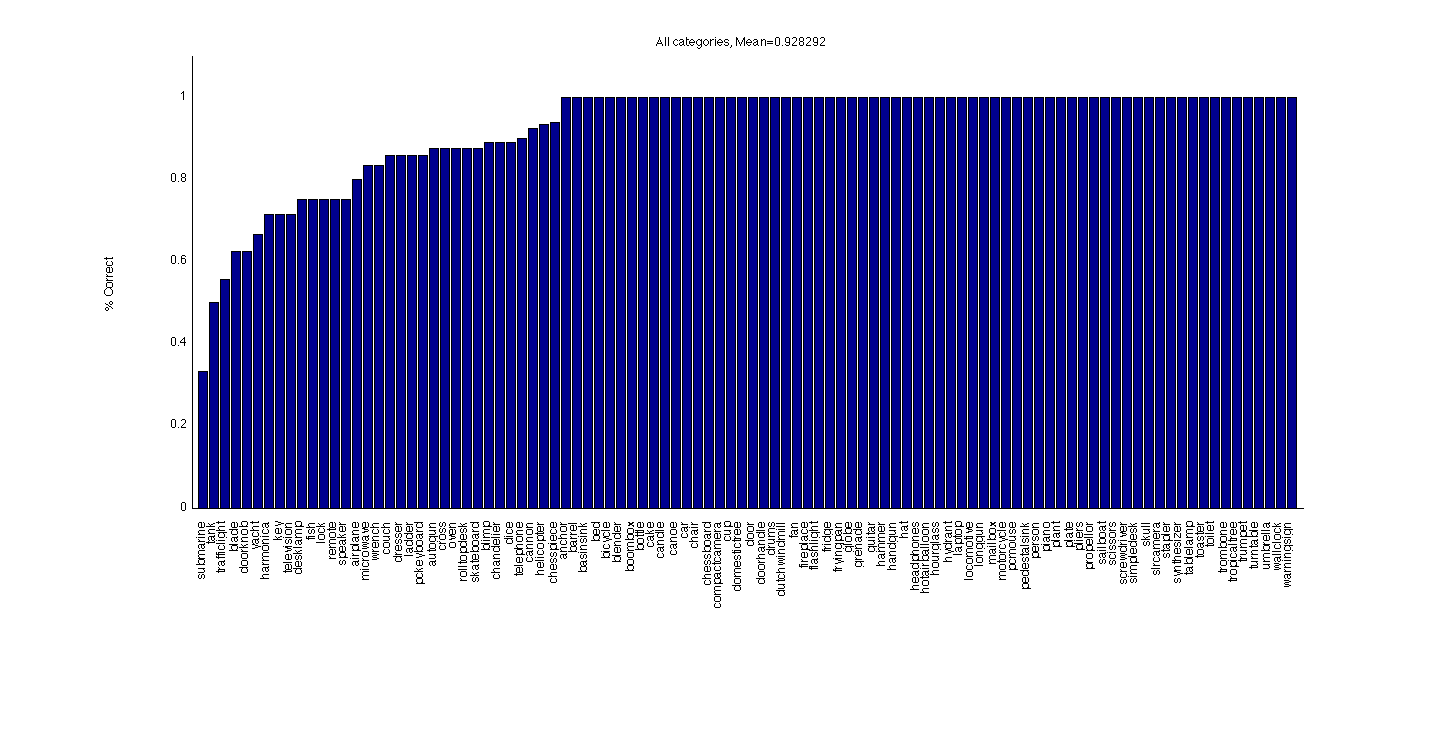 All categories, Mean=0.928292
1
0.8
0.6
0.4
0.2
0
% Correct
submarine
tank
trafficlight
blade
doorknob
yacht
harmonica
key
television
desklamp
fish
lock
remote
speaker
airplane
microwave
wrench
couch
dresser
ladder
pckeyboard
autogun
cross
oven
rolltopdesk
skateboard
blimp
chandelier
dice
telephone
cannon
helicopter
chesspiece
anchor
barrel
basinsink
bed
bicycle
blender
boombox
bottle
cake
candle
canoe
car
chair
chessboard
compactcamera
cup
domestictree
door
doorhandle
drums
dutchwindmill
fan
fireplace
flashlight
fridge
fryingpan
globe
grenade
guitar
hammer
handgun
hat
headphones
hotairballoon
hourglass
hydrant
laptop
locomotive
longgun
mailbox
motorcycle
pcmouse
pedestalsink
person
piano
plant
plate
pliers
propellor
sailboat
scissors
screwdriver
simpledesk
skull
slrcamera
stapler
synthesizer
tablelamp
toaster
toilet
trombone
tropicaltree
trumpet
turntable
umbrella
wallclock
warningsign